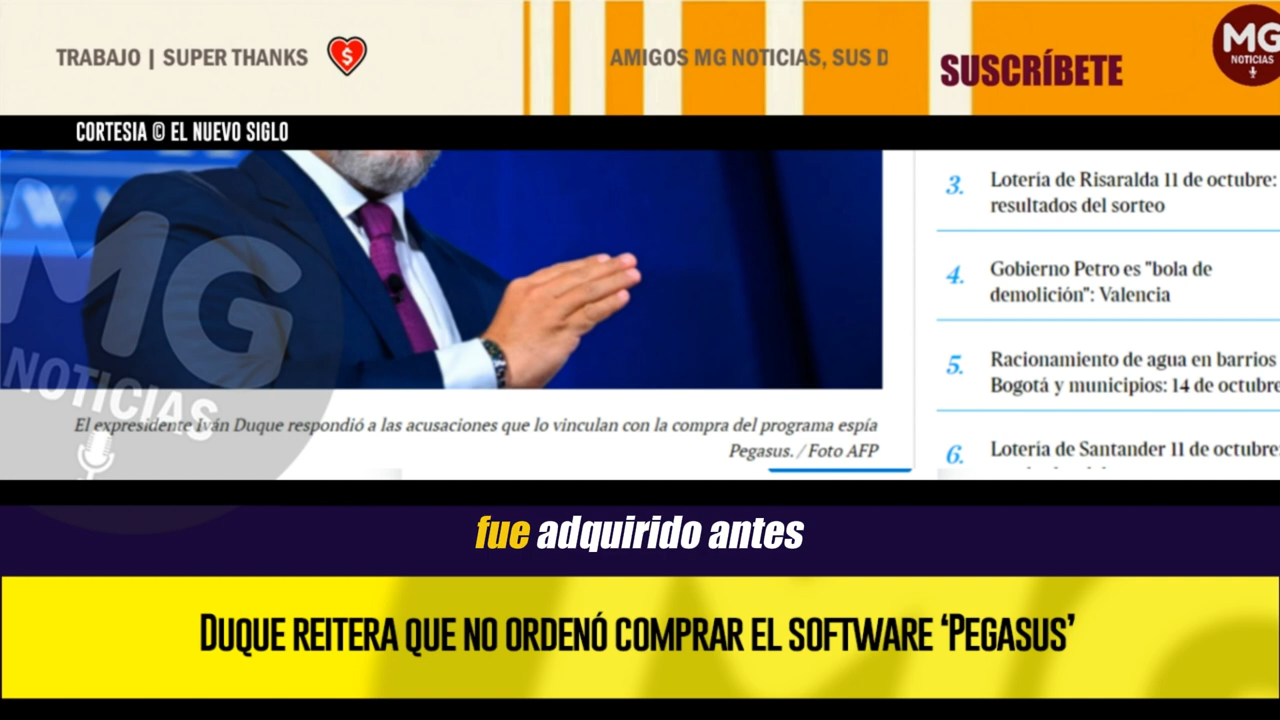 TRABAJO | SUPER THANKS
AMIGOS MG NOTICIAS, SUS D
SUSCRÍBETE
MG
NOTICIAS
CORTESIA © EL NUEVO SIGLO
MG
NOTICIAS
El expresidente Iván Duque respondió a las acusaciones que lo vinculan con la compra del programa espía
Pegasus. / Foto AFP
3. Lotería de Risaralda 11 de octubre:
resultados del sorteo
4. Gobierno Petro es "bola de
demolición": Valencia
5. Racionamiento de agua en barrios
Bogotá y municipios: 14 de octubre
6. Lotería de Santander 11 de octubre:
fue adquirido antes
DUQUE REITERA QUE NO ORDENÓ COMPRAR EL SOFTWARE ‘PEGASUS’